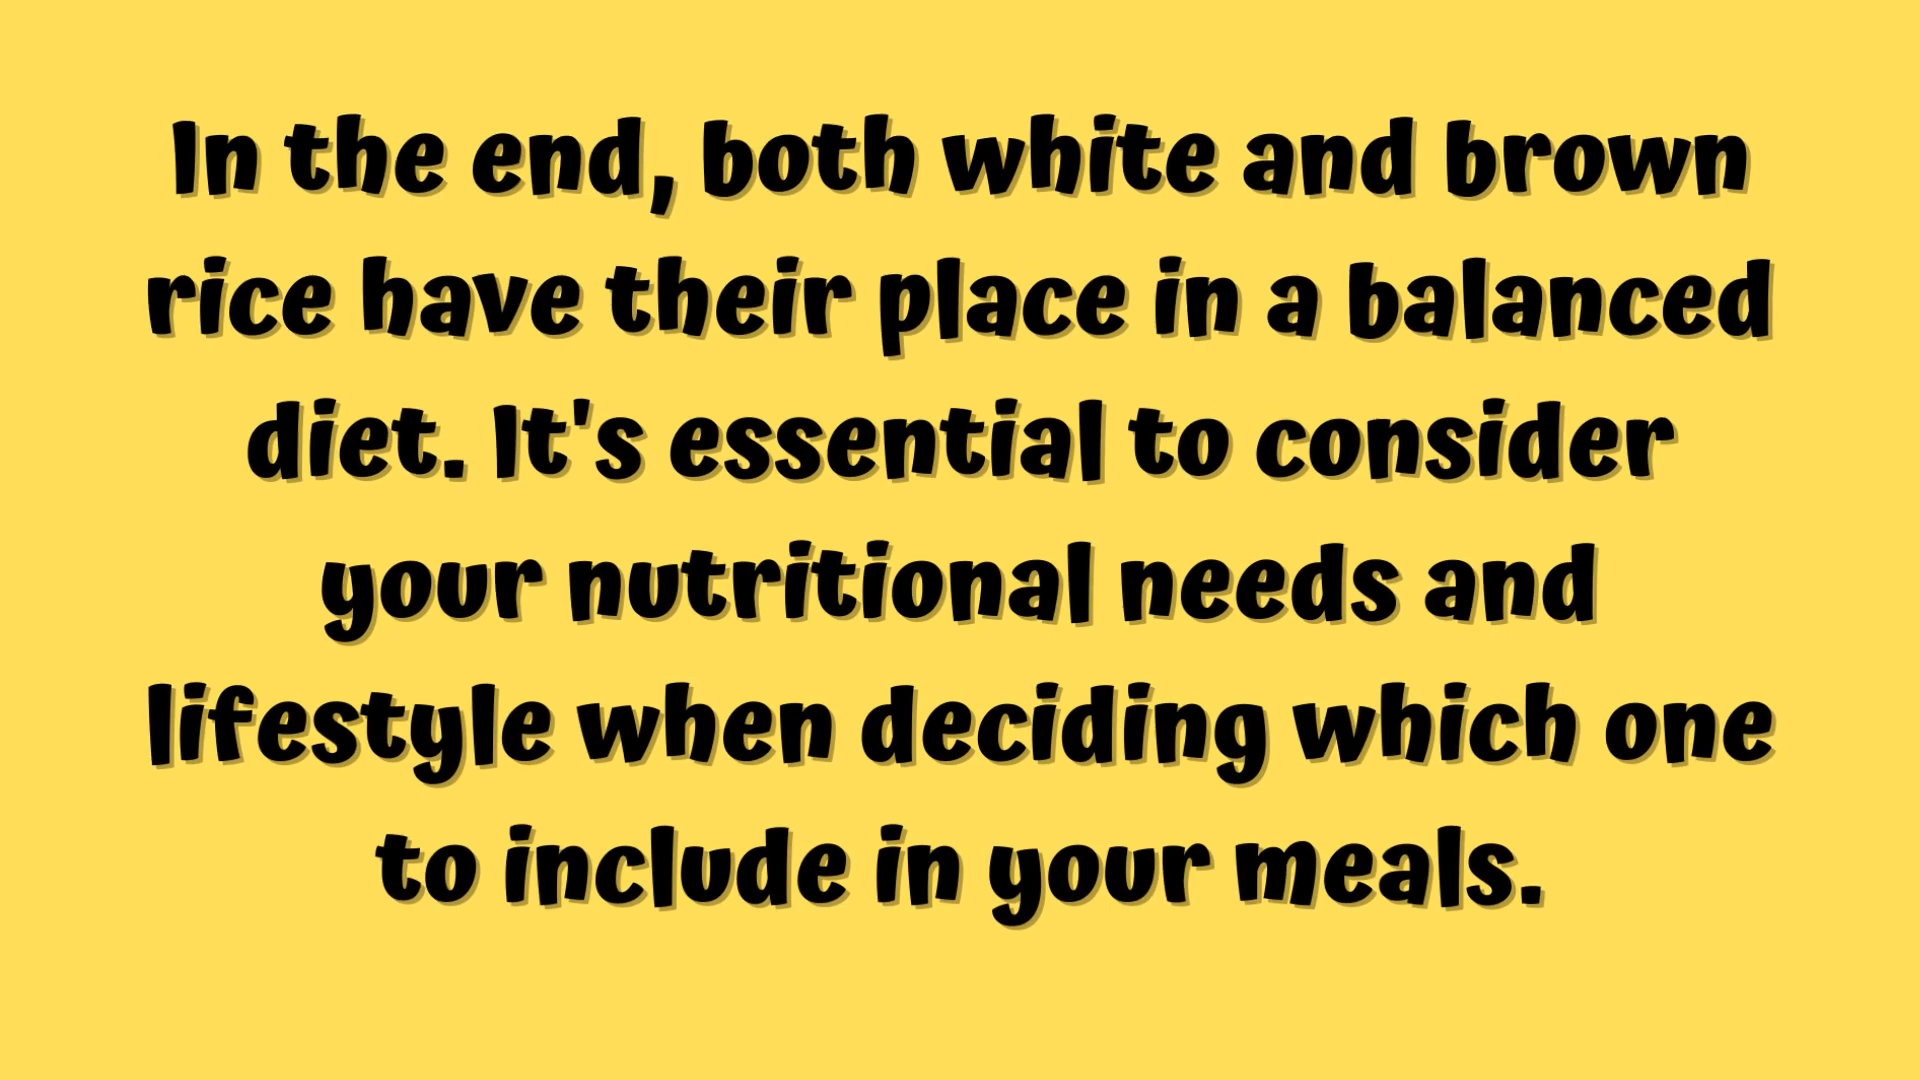 In the end, both white and brown
rice have their place in a balanced
diet. It's essential to consider
your nutritional needs and
lifestyle when deciding which one
to include in your meals.